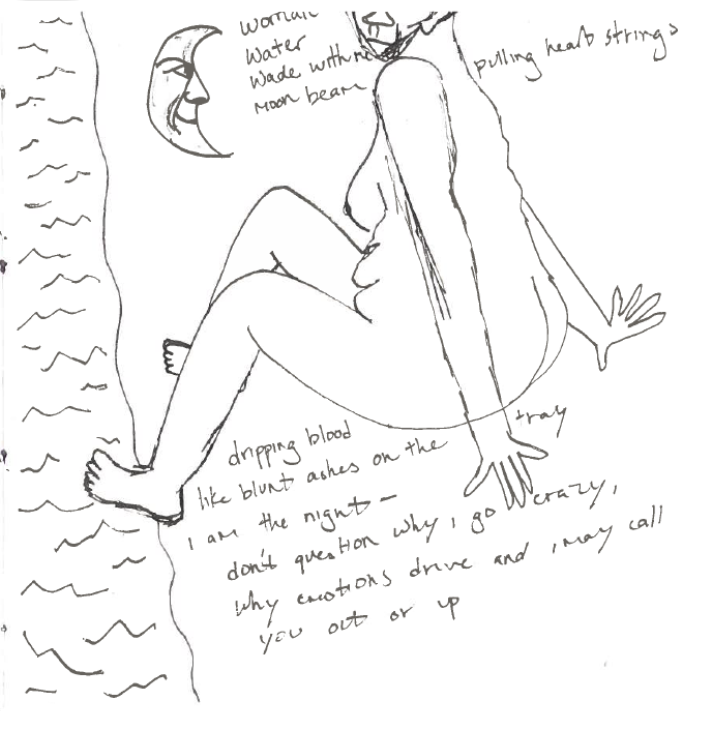 woman
water
wade with me
moon beam
pulling heart strings
dripping blood
like blunt ashes on the tray
i am the night –
don't question why i go crazy,
why emotions drive and i may call
you out or up